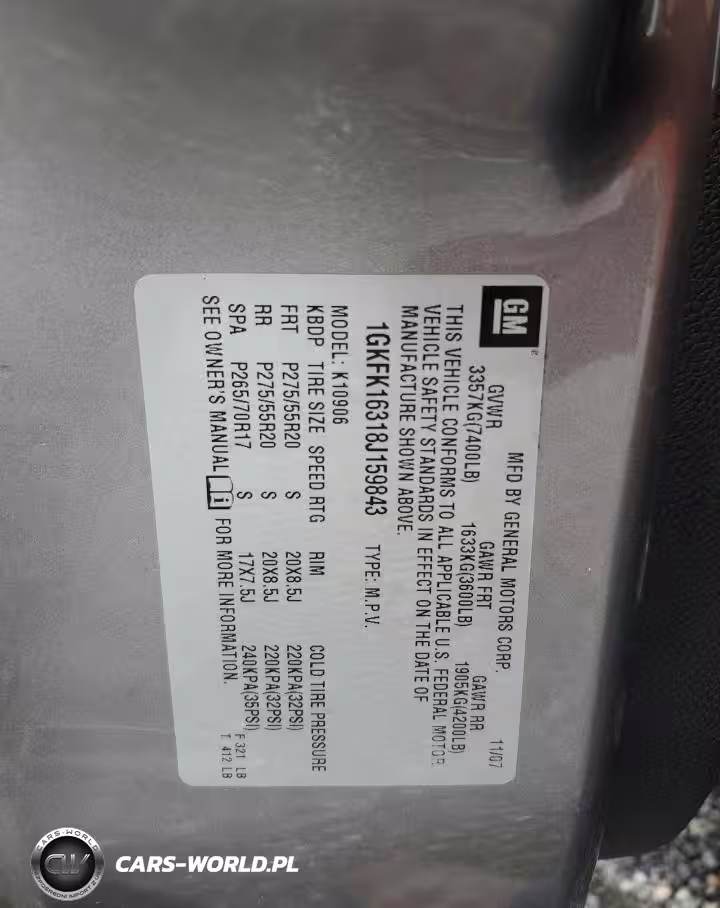 GM
MFD BY GENERAL MOTORS CORP. 11/07
GVWR GAWR FRT GAWR RR
3357KG(7400LB) 1633KG(3600LB) 1905KG(4200LB)
THIS VEHICLE CONFORMS TO ALL APPLICABLE U.S. FEDERAL MOTOR
VEHICLE SAFETY STANDARDS IN EFFECT ON THE DATE OF
MANUFACTURE SHOWN ABOVE.
1GKFK16318J159843 TYPE: M.P.V.
MODEL: K10906
KBDP TIRE SIZE SPEED RTG RIM COLD TIRE PRESSURE
FRT P275/55R20 S 20X8.5J 220KPA(32PSI)
RR P275/55R20 S 20X8.5J 220KPA(32PSI)
SPA P265/70R17 S 17X7.5J 240KPA(35PSI)
SEE OWNER'S MANUAL i FOR MORE INFORMATION.
F 321 LB
T 412 LB
CARS-WORLD
CW
CARS-WORLD.PL